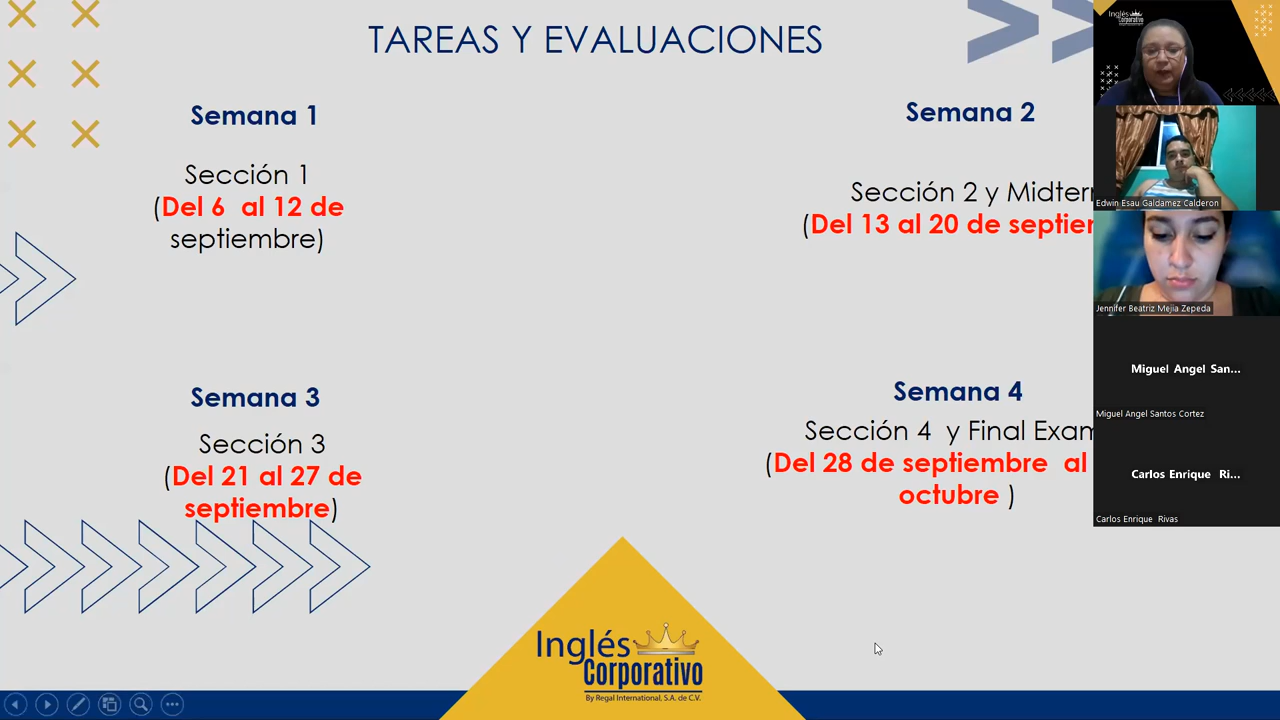 TAREAS Y EVALUACIONES
Semana 1
Sección 1
(Del 6 al 12 de
septiembre)
Semana 2
Sección 2 y Midter
(Del 13 al 20 de septie
Semana 3
Sección 3
(Del 21 al 27 de
septiembre)
Semana 4
Sección 4 y Final Exam
(Del 28 de septiembre al
octubre )
Inglés
Corporativo
By Regal International, S.A. de C.V.
Inglés
Corporativo
Edwin Esau Galdamez Calderon
Jennifer Beatriz Mejia Zepeda
Miguel Angel San...
Miguel Angel Santos Cortez
Carlos Enrique Ri...
Carlos Enrique Rivas